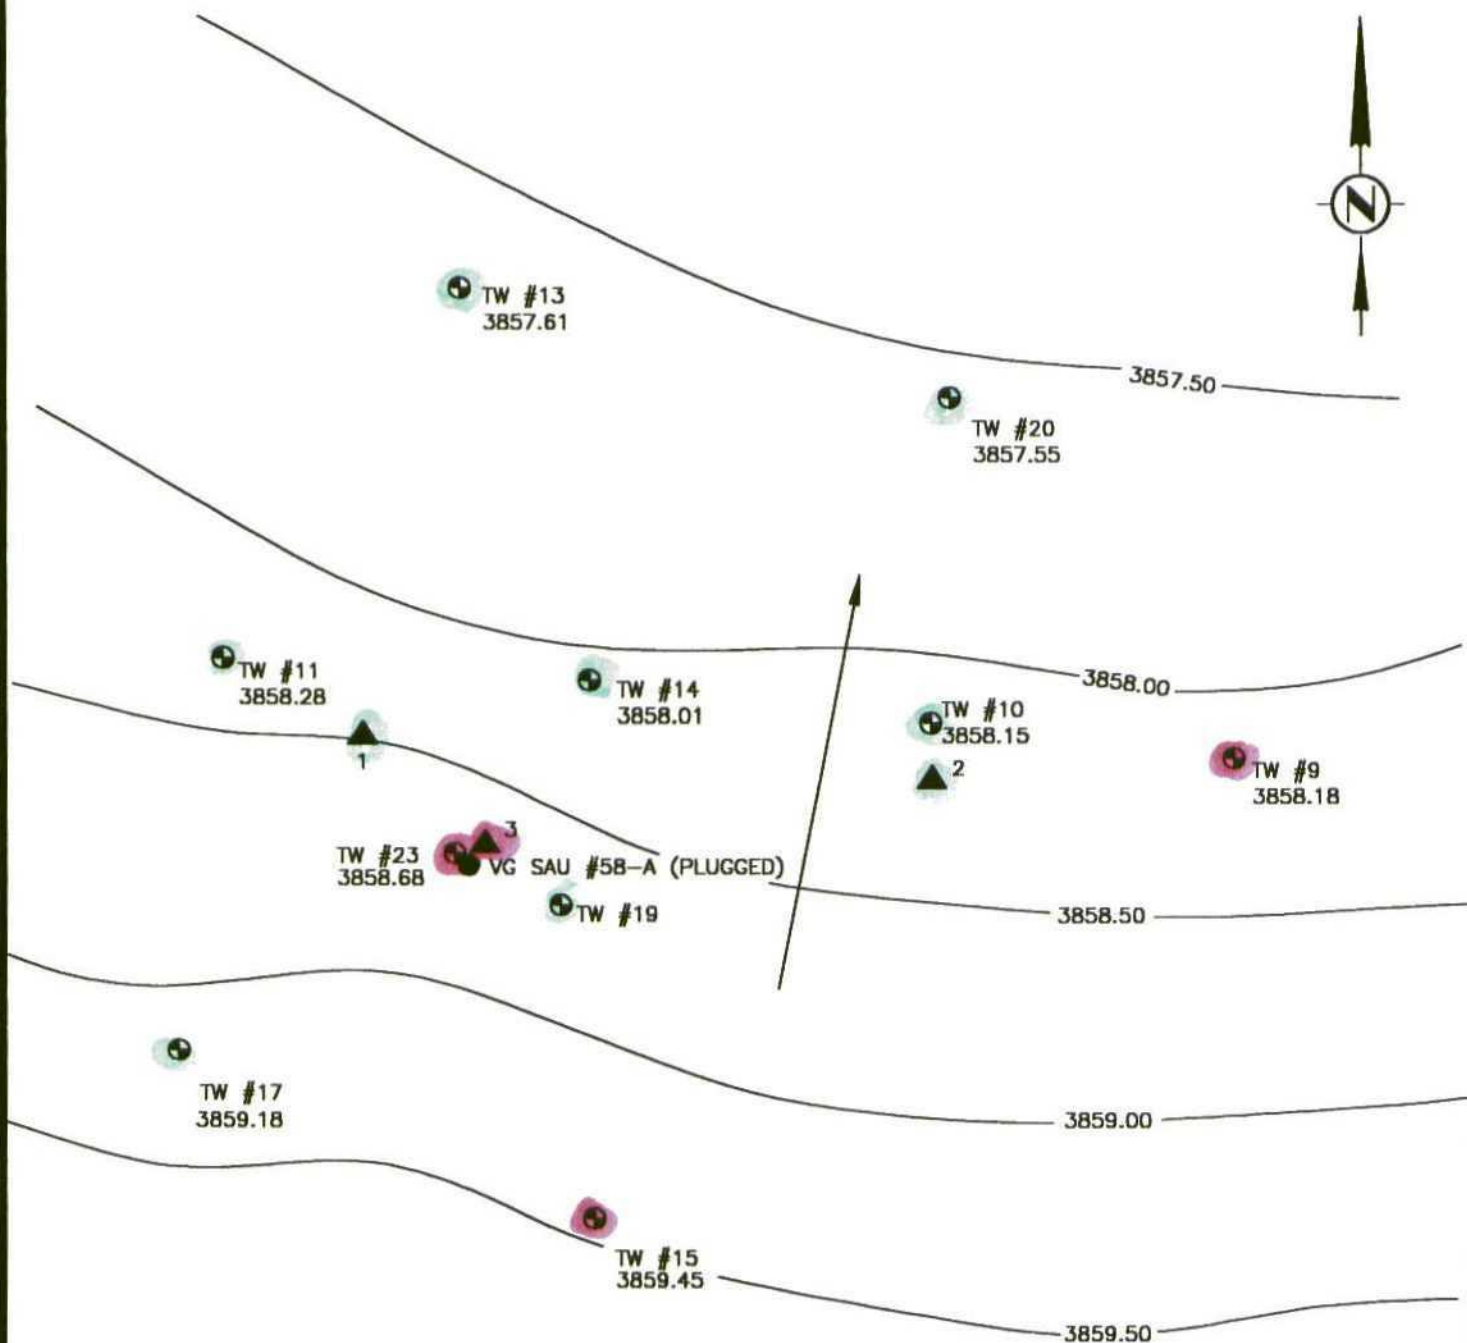 N
TW #13
3857.61
3857.50
TW #20
3857.55
TW #11
3858.28
TW #14
3858.01
3858.00
TW #10
3858.15
1
2
TW #9
3858.18
3
TW #23
3858.68
VG SAU #58-A (PLUGGED)
TW #19
3858.50
TW #17
3859.18
3859.00
TW #15
3859.45
3859.50